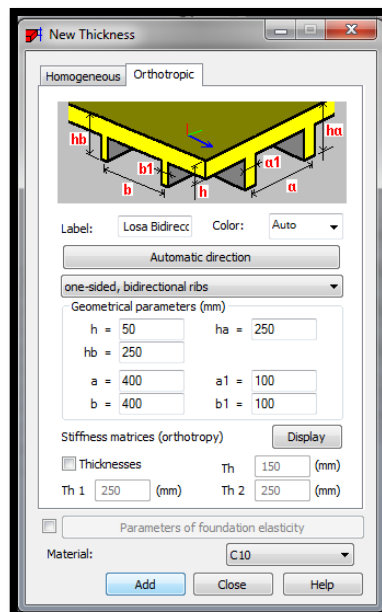 New Thickness
Homogeneous Orthotropic
hb hα
b1 α1
b h α
Label: Losa Bidirecc Color: Auto
Automatic direction
one-sided, bidirectional ribs
Geometrical parameters (mm)
h = 50 ha = 250
hb = 250
a = 400 a1 = 100
b = 400 b1 = 100
Stiffness matrices (orthotropy) Display
Thicknesses Th 150 (mm)
Th 1 250 (mm) Th 2 250 (mm)
Parameters of foundation elasticity
Material: C10
Add Close Help